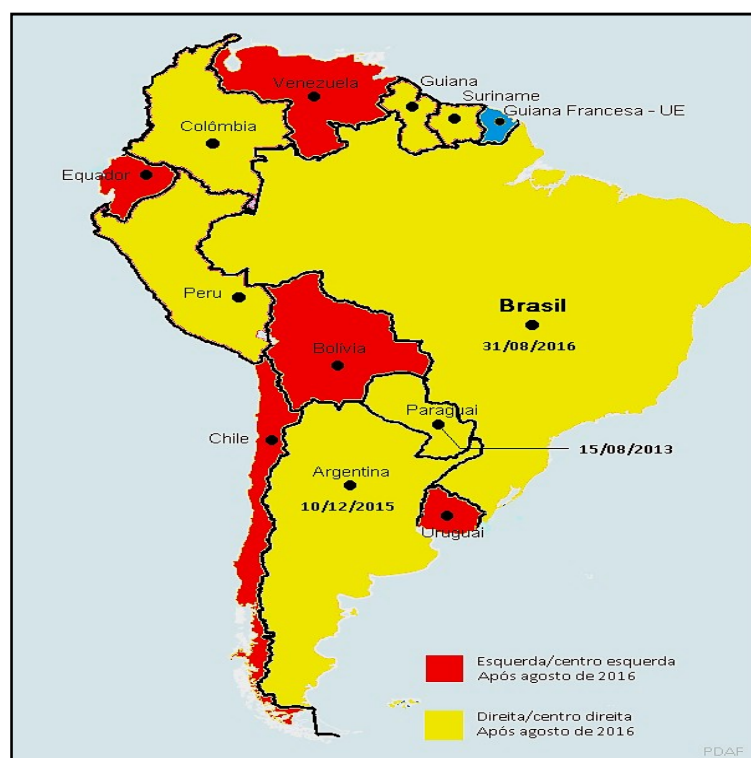 Venezuela
Guiana
Suriname
Guiana Francesa - UE
Colômbia
Equador
Peru
Brasil
31/08/2016
Bolívia
Paraguai
Chile
15/08/2013
Argentina
10/12/2015
Uruguai
Esquerda/centro esquerda
Após agosto de 2016
Direita/centro direita
Após agosto de 2016
PDAF